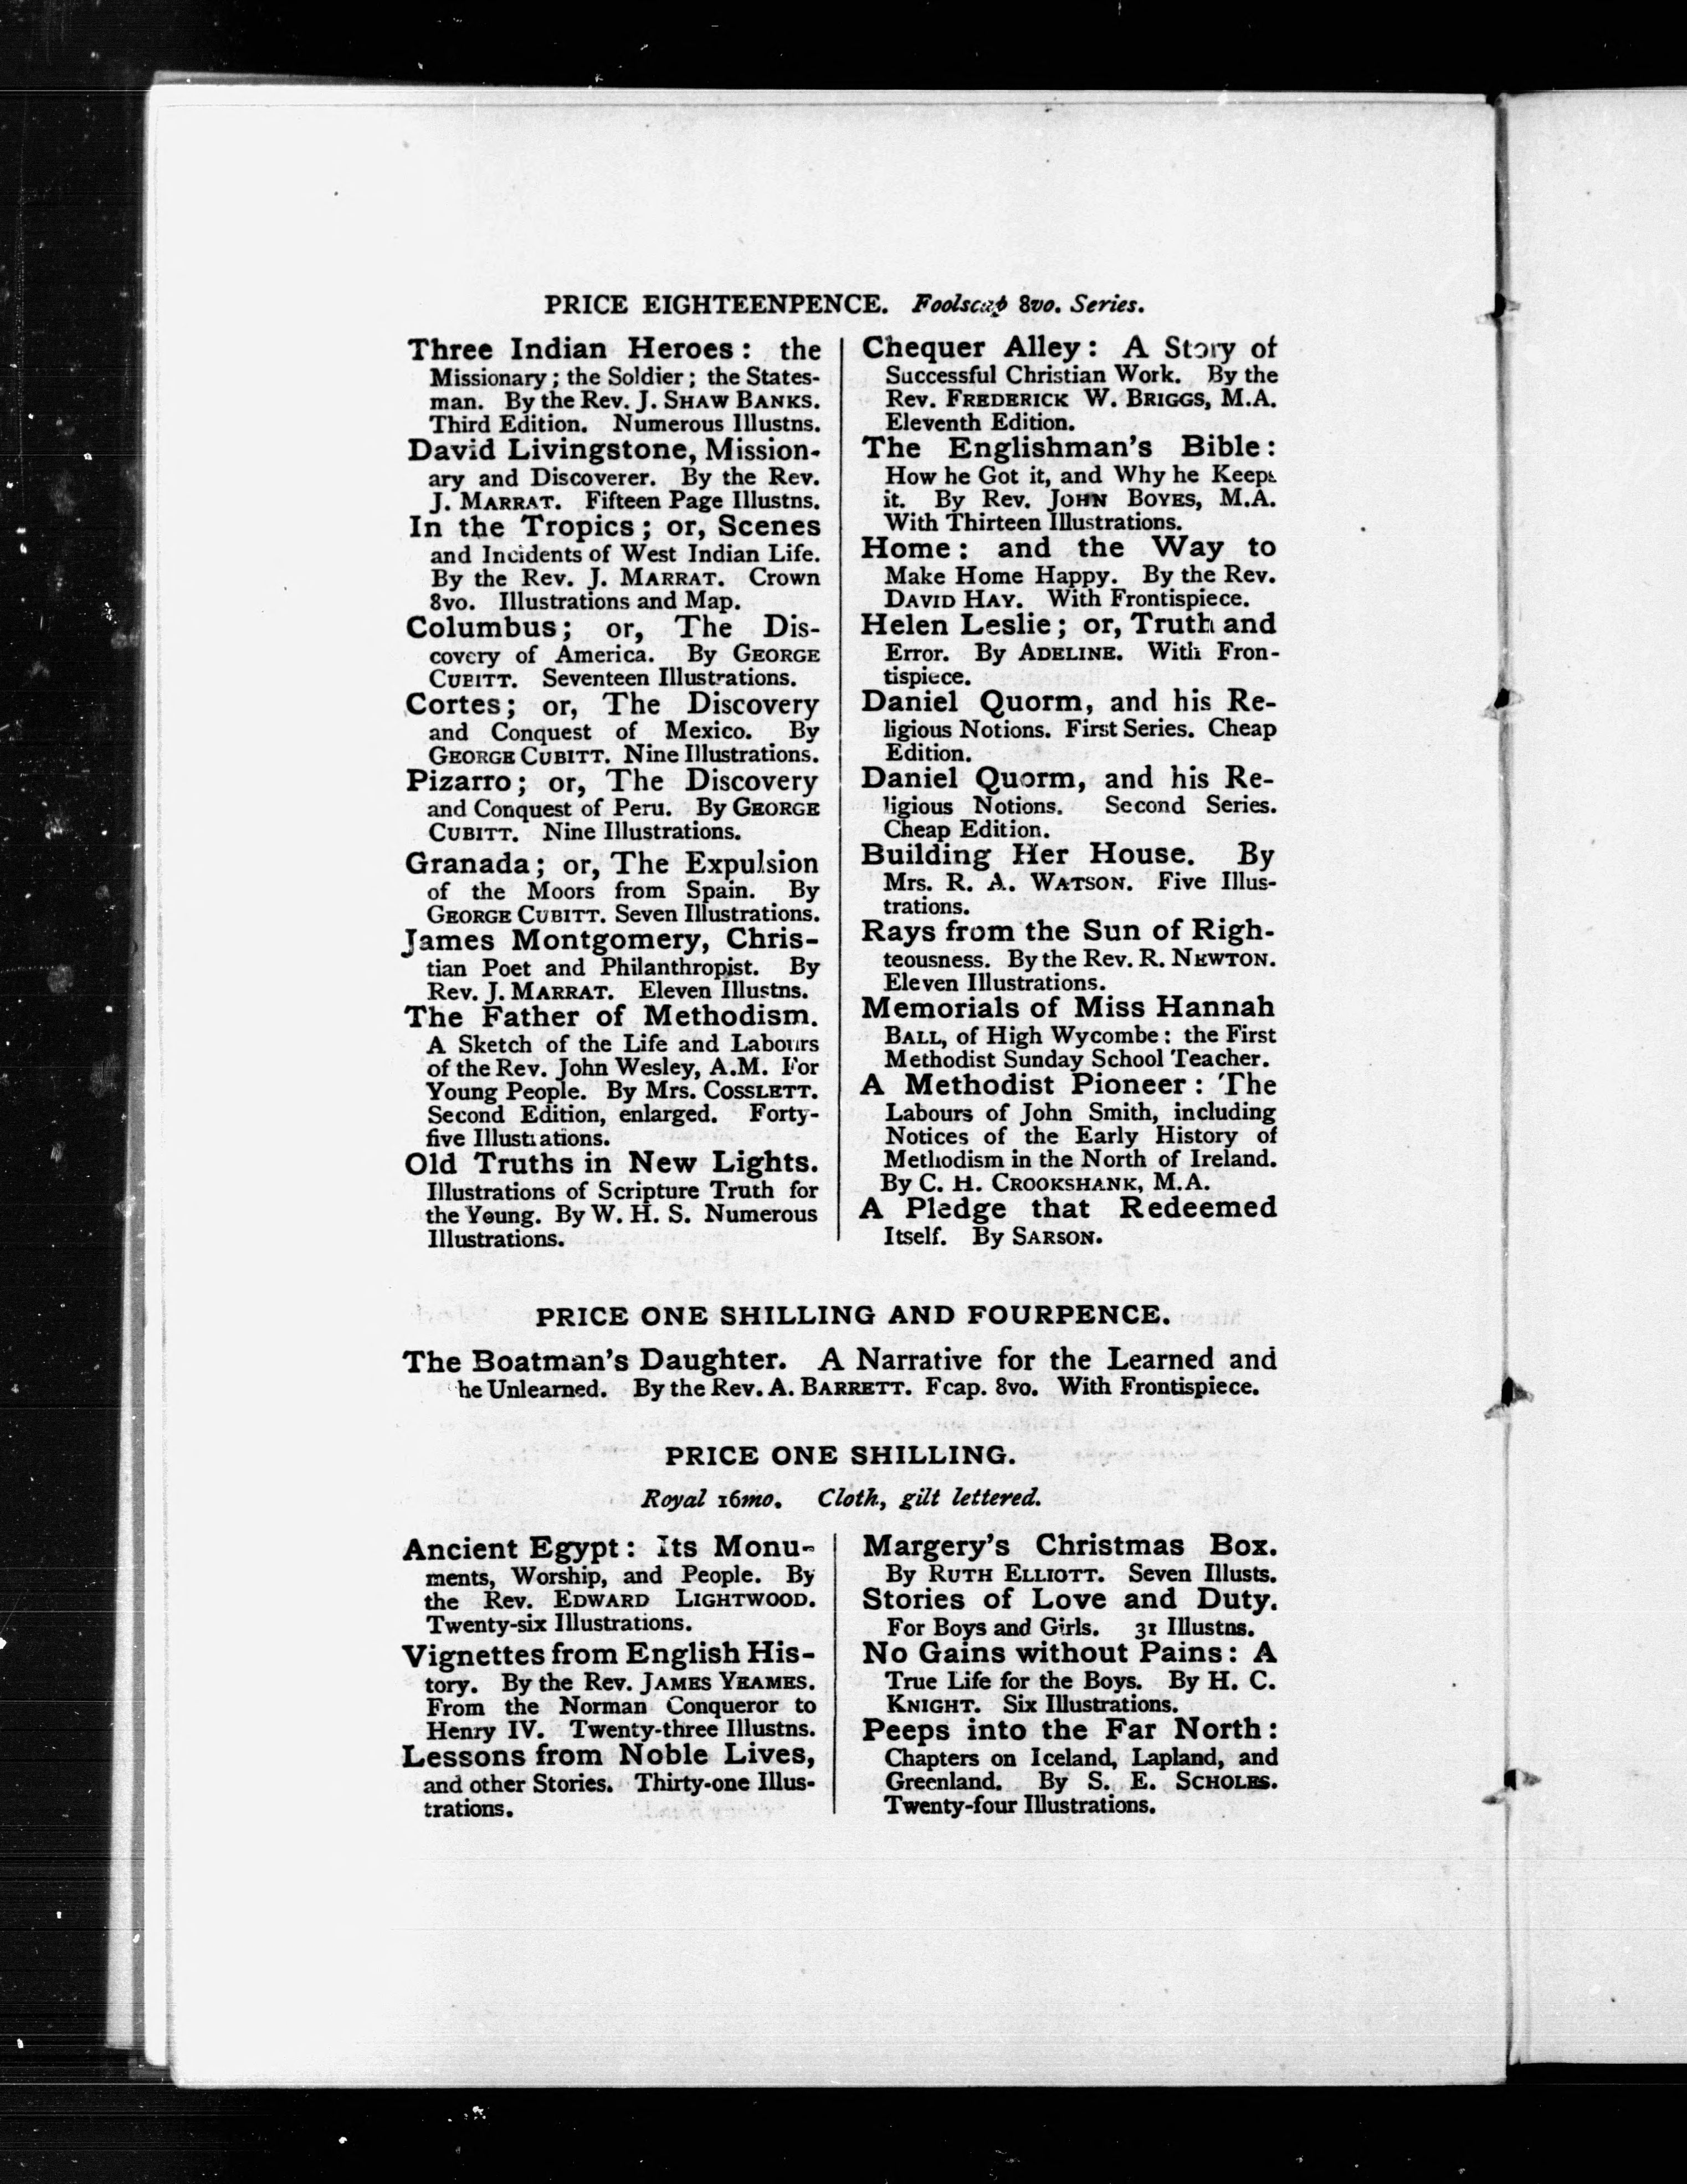 PRICE EIGHTEENPENCE. Foolscap 8vo. Series.
Three Indian Heroes: the
Missionary; the Soldier; the States-
man. By the Rev. J. SHAW BANKS.
Third Edition. Numerous Illustns.
David Livingstone, Mission-
ary and Discoverer. By the Rev.
J. MARRAT. Fifteen Page Illustns.
In the Tropics; or, Scenes
and Incidents of West Indian Life.
By the Rev. J. MARRAT. Crown
8vo. Illustrations and Map.
Columbus; or, The Dis-
covery of America. By GEORGE
CUBITT. Seventeen Illustrations.
Cortes; or, The Discovery
and Conquest of Mexico. By
GEORGE CUBITT. Nine Illustrations.
Pizarro; or, The Discovery
and Conquest of Peru. By GEORGE
CUBITT. Nine Illustrations.
Granada; or, The Expulsion
of the Moors from Spain. By
GEORGE CUBITT. Seven Illustrations.
James Montgomery, Chris-
tian Poet and Philanthropist. By
Rev. J. MARRAT. Eleven Illustns.
The Father of Methodism.
A Sketch of the Life and Labours
of the Rev. John Wesley, A.M. For
Young People. By Mrs. COSSLETT.
Second Edition, enlarged. Forty-
five Illustrations.
Old Truths in New Lights.
Illustrations of Scripture Truth for
the Young. By W. H. S. Numerous
Illustrations.
Chequer Alley: A Story of
Successful Christian Work. By the
Rev. FREDERICK W. BRIGGS, M.A.
Eleventh Edition.
The Englishman's Bible:
How he Got it, and Why he Keeps
it. By Rev. JOHN BOYES, M.A.
With Thirteen Illustrations.
Home: and the Way to
Make Home Happy. By the Rev.
DAVID HAY. With Frontispiece.
Helen Leslie; or, Truth and
Error. By ADELINE. With Fron-
tispiece.
Daniel Quorm, and his Re-
ligious Notions. First Series. Cheap
Edition.
Daniel Quorm, and his Re-
ligious Notions. Second Series.
Cheap Edition.
Building Her House. By
Mrs. R. A. WATSON. Five Illus-
trations.
Rays from the Sun of Righ-
teousness. By the Rev. R. NEWTON.
Eleven Illustrations.
Memorials of Miss Hannah
BALL, of High Wycombe: the First
Methodist Sunday School Teacher.
A Methodist Pioneer: The
Labours of John Smith, including
Notices of the Early History of
Methodism in the North of Ireland.
By C. H. CROOKSHANK, M.A.
A Pledge that Redeemed
Itself. By SARSON.
PRICE ONE SHILLING AND FOURPENCE.
The Boatman's Daughter. A Narrative for the Learned and
he Unlearned. By the Rev. A. BARRETT. Fcap. 8vo. With Frontispiece.
PRICE ONE SHILLING.
Royal 16mo. Cloth, gilt lettered.
Ancient Egypt: Its Monu-
ments, Worship, and People. By
the Rev. EDWARD LIGHTWOOD.
Twenty-six Illustrations.
Vignettes from English His-
tory. By the Rev. JAMES YEAMES.
From the Norman Conqueror to
Henry IV. Twenty-three Illustns.
Lessons from Noble Lives,
and other Stories. Thirty-one Illus-
trations.
Margery's Christmas Box.
By RUTH ELLIOTT. Seven Illusts.
Stories of Love and Duty.
For Boys and Girls. 31 Illustns.
No Gains without Pains: A
True Life for the Boys. By H. C.
KNIGHT. Six Illustrations.
Peeps into the Far North:
Chapters on Iceland, Lapland, and
Greenland. By S. E. SCHOLES.
Twenty-four Illustrations.